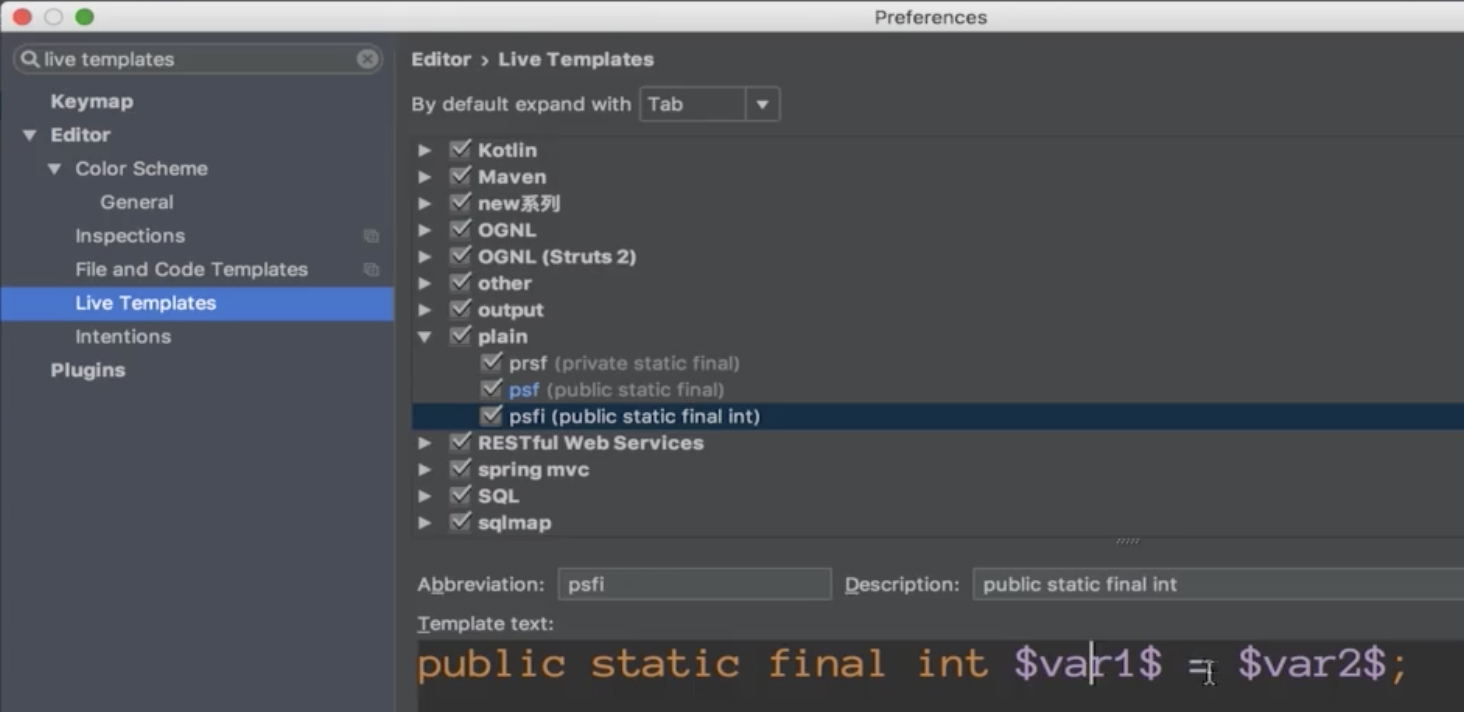 Preferences
live templates
Keymap
Editor
Color Scheme
General
Inspections
File and Code Templates
Live Templates
Intentions
Plugins
Editor › Live Templates
By default expand with Tab
Kotlin
Maven
new系列
OGNL
OGNL (Struts 2)
other
output
plain
prsf (private static final)
psf (public static final)
psfi (public static final int)
RESTful Web Services
spring mvc
SQL
sqlmap
Abbreviation: psfi Description: public static final int
Template text:
public static final int $var1$ = $var2$;